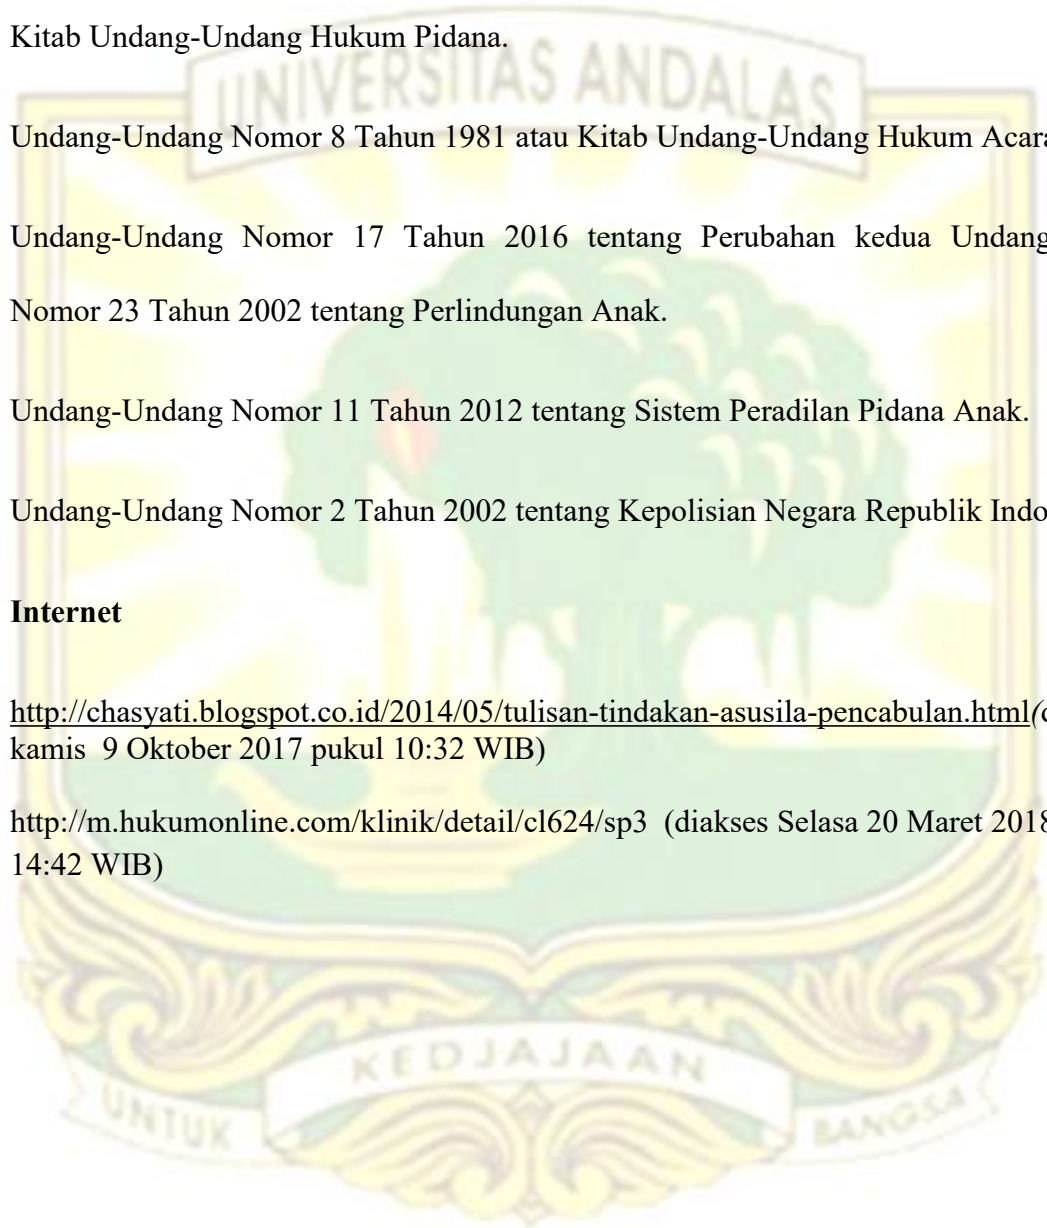 Kitab Undang-Undang Hukum Pidana.
UNIVERSITAS ANDALAS
Undang-Undang Nomor 8 Tahun 1981 atau Kitab Undang-Undang Hukum Acara
Undang-Undang Nomor 17 Tahun 2016 tentang Perubahan kedua Undang
Nomor 23 Tahun 2002 tentang Perlindungan Anak.
Undang-Undang Nomor 11 Tahun 2012 tentang Sistem Peradilan Pidana Anak.
Undang-Undang Nomor 2 Tahun 2002 tentang Kepolisian Negara Republik Indo
Internet
http://chasyati.blogspot.co.id/2014/05/tulisan-tindakan-asusila-pencabulan.html(
kamis 9 Oktober 2017 pukul 10:32 WIB)
http://m.hukumonline.com/klinik/detail/cl624/sp3 (diakses Selasa 20 Maret 2018
14:42 WIB)
KEDJAJAAN
UNTUK BANGSA